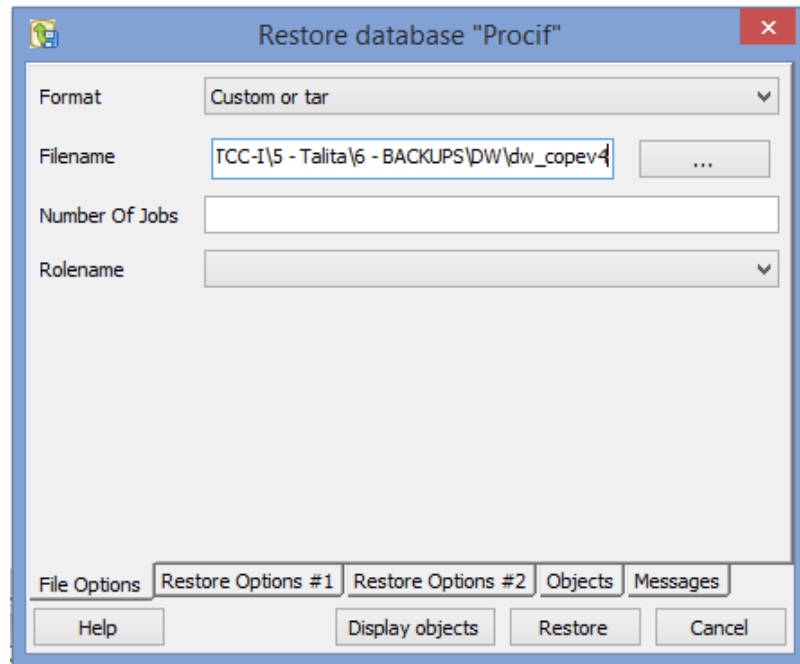 Restore database "Procif"
Format Custom or tar
Filename TCC-I\5 - Talita\6 - BACKUPS\DW\dw_copev4 ...
Number Of Jobs
Rolename
File Options Restore Options #1 Restore Options #2 Objects Messages
Help Display objects Restore Cancel